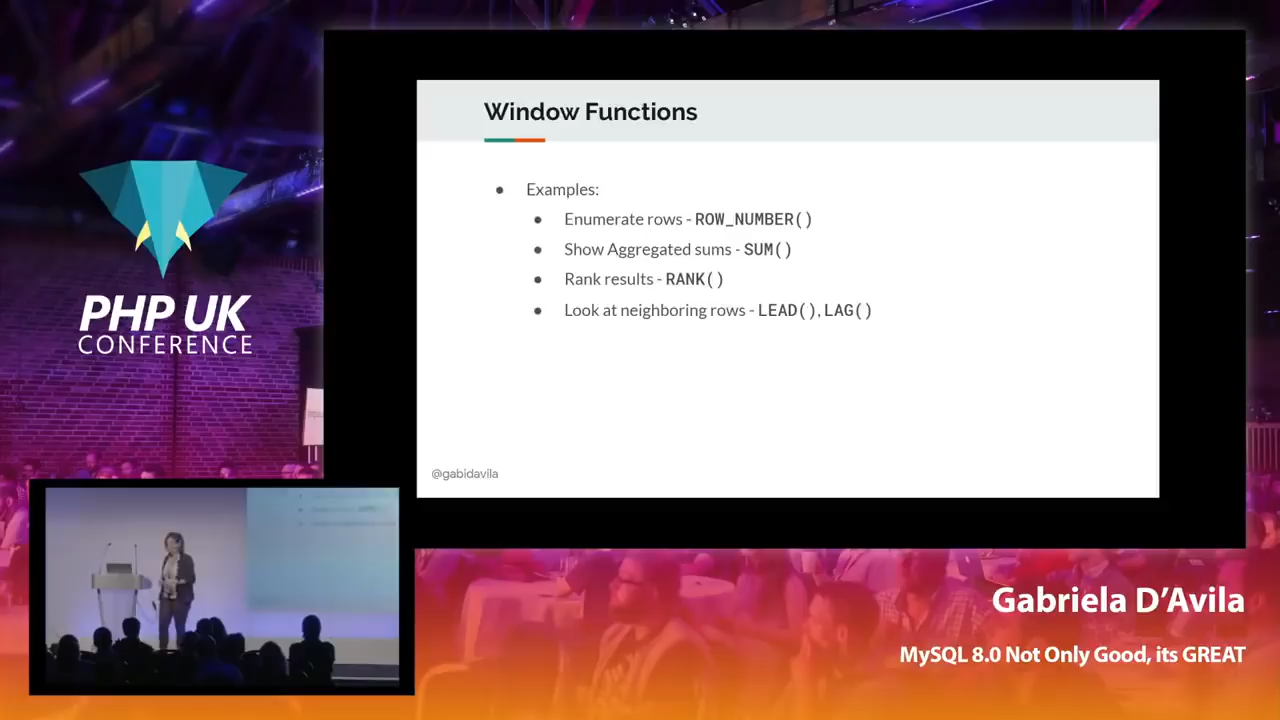 Window Functions
Examples:
Enumerate rows - ROW_NUMBER()
Show Aggregated sums - SUM()
Rank results - RANK()
Look at neighboring rows - LEAD(), LAG()
@gabidavila
PHP UK
CONFERENCE
Gabriela D’Avila
MySQL 8.0 Not Only Good, its GREAT